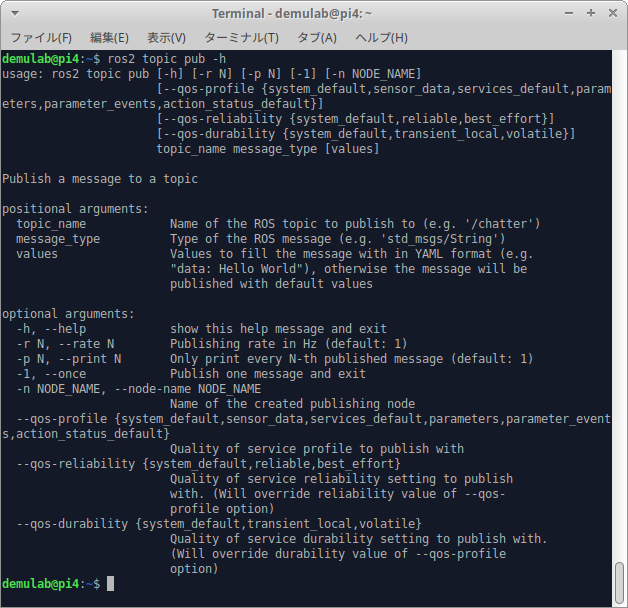 Terminal - demulab@pi4: ~
ファイル(F) 編集(E) 表示(V) ターミナル(T) タブ(A) ヘルプ(H)
demulab@pi4:~$ ros2 topic pub -h
usage: ros2 topic pub [-h] [-r N] [-p N] [-1] [-n NODE_NAME]
[--qos-profile {system_default,sensor_data,services_default,param
eters,parameter_events,action_status_default}]
[--qos-reliability {system_default,reliable,best_effort}]
[--qos-durability {system_default,transient_local,volatile}]
topic_name message_type [values]
Publish a message to a topic
positional arguments:
topic_name Name of the ROS topic to publish to (e.g. '/chatter')
message_type Type of the ROS message (e.g. 'std_msgs/String')
values Values to fill the message with in YAML format (e.g.
"data: Hello World"), otherwise the message will be
published with default values
optional arguments:
-h, --help show this help message and exit
-r N, --rate N Publishing rate in Hz (default: 1)
-p N, --print N Only print every N-th published message (default: 1)
-1, --once Publish one message and exit
-n NODE_NAME, --node-name NODE_NAME
Name of the created publishing node
--qos-profile {system_default,sensor_data,services_default,parameters,parameter_event
s,action_status_default}
Quality of service profile to publish with
--qos-reliability {system_default,reliable,best_effort}
Quality of service reliability setting to publish
with. (Will override reliability value of --qos-
profile option)
--qos-durability {system_default,transient_local,volatile}
Quality of service durability setting to publish with.
(Will override durability value of --qos-profile
option)
demulab@pi4:~$